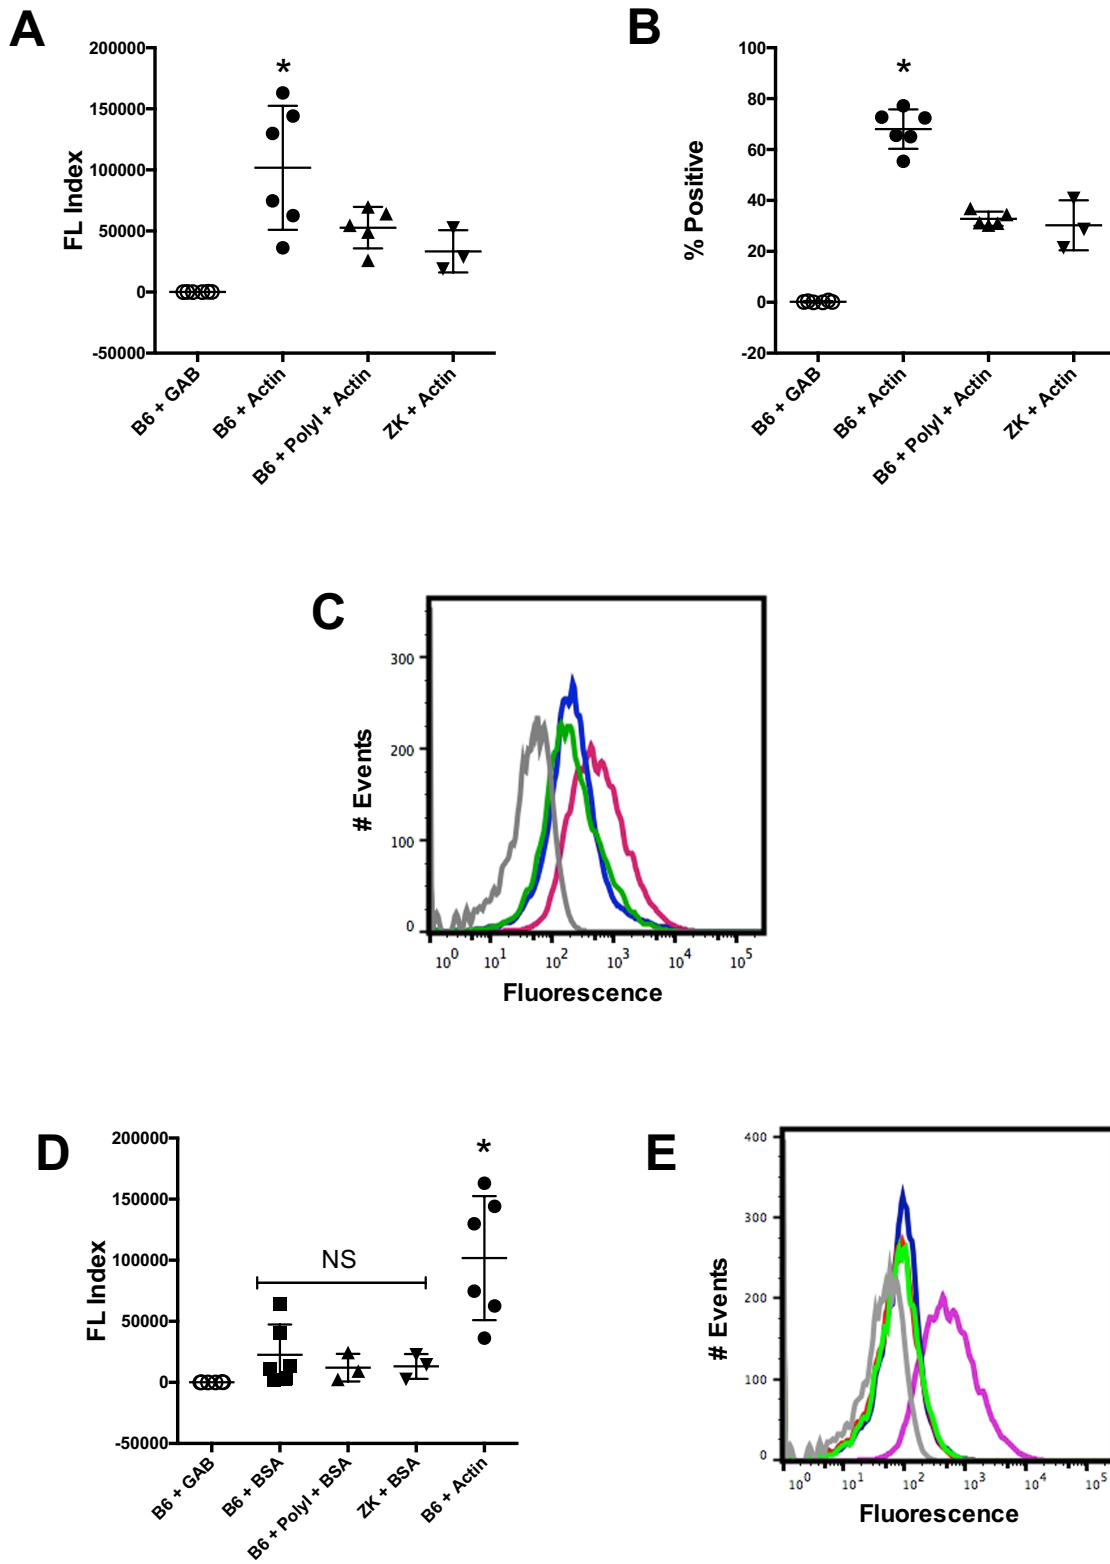 A
200000
150000
100000
50000
0
-50000
FL Index
*
B6 + GAB
B6 + Actin
B6 + PolyI + Actin
ZK + Actin
B
100
80
60
40
20
0
-20
% Positive
*
B6 + GAB
B6 + Actin
B6 + PolyI + Actin
ZK + Actin
C
300
200
100
0
# Events
10^0 10^1 10^2 10^3 10^4 10^5
Fluorescence
D
200000
150000
100000
50000
0
-50000
FL Index
NS
*
B6 + GAB
B6 + BSA
B6 + PolyI + BSA
ZK + BSA
B6 + Actin
E
400
300
200
100
0
# Events
10^0 10^1 10^2 10^3 10^4 10^5
Fluorescence